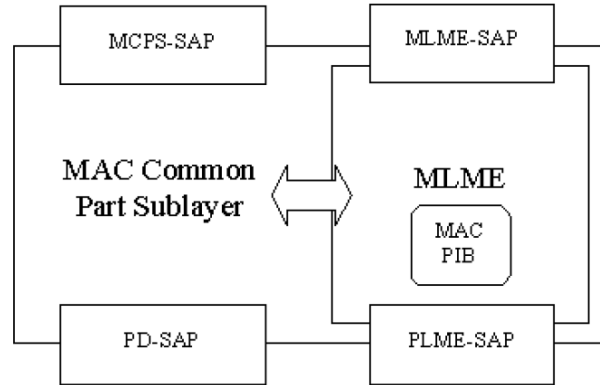 MCPS-SAP
MLME-SAP
MAC Common
Part Sublayer
MLME
MAC
PIB
PD-SAP
PLME-SAP